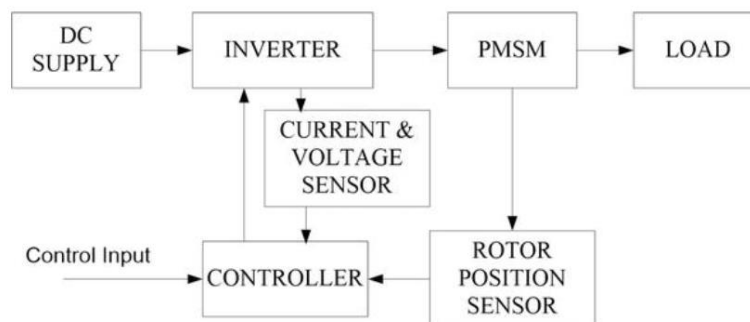 DC
SUPPLY
INVERTER
PMSM
LOAD
CURRENT &
VOLTAGE
SENSOR
Control Input
CONTROLLER
ROTOR
POSITION
SENSOR